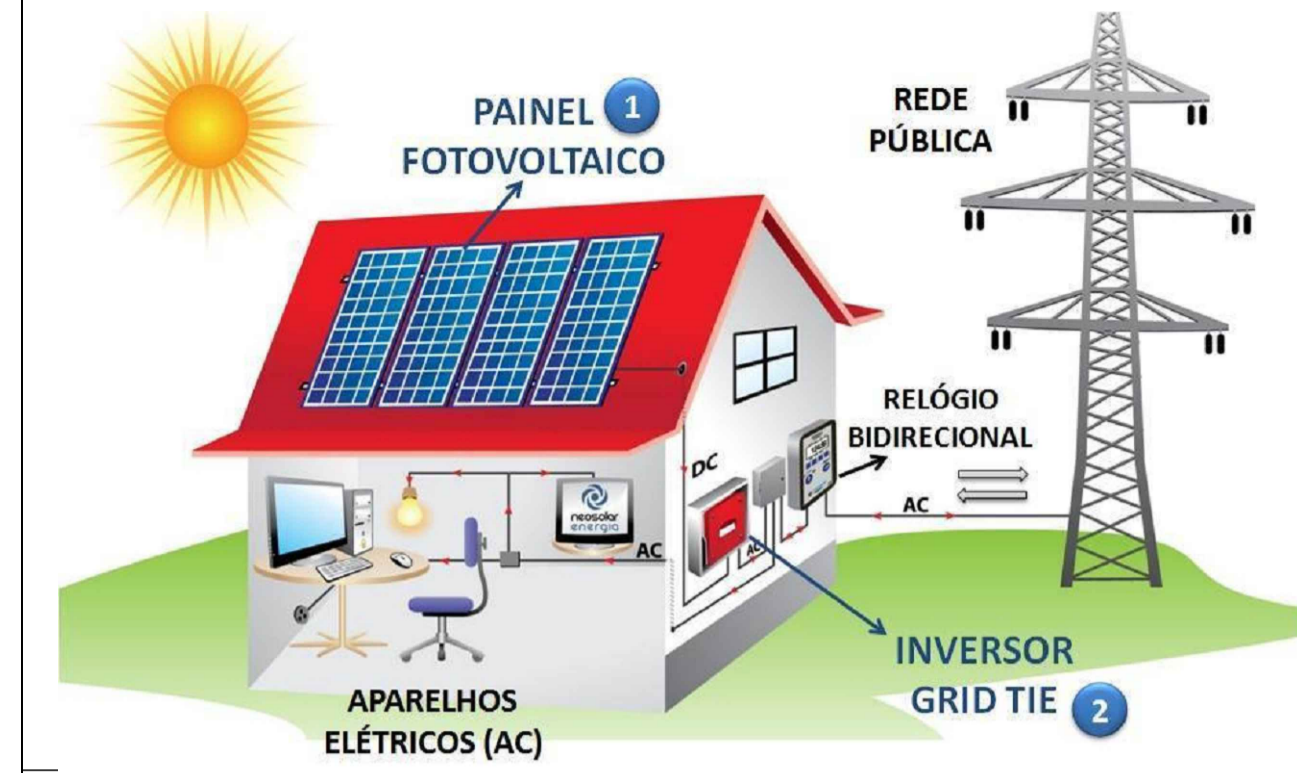 PAINEL 1
FOTOVOLTAICO
REDE
PÚBLICA
RELÓGIO
BIDIRECIONAL
DC
AC
AC
neosolar
energia
AC
INVERSOR
GRID TIE 2
APARELHOS
ELÉTRICOS (AC)